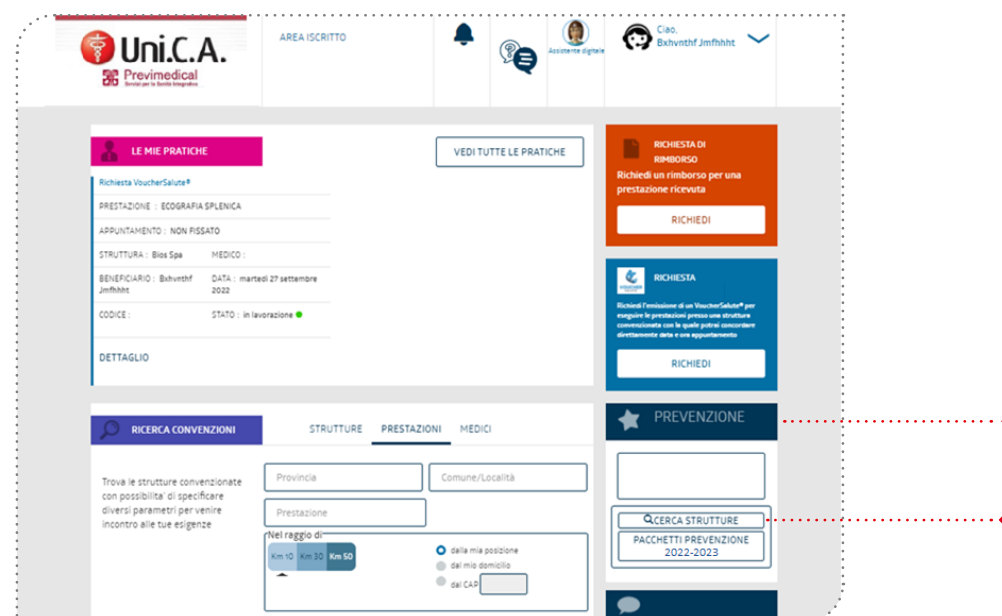 Uni.C.A.
Previmedical
Servizi per la Sanità Integrativa
AREA ISCRITTO
Assistente digitale
Ciao,
Bxhvnthf Jmfhhht
LE MIE PRATICHE
VEDI TUTTE LE PRATICHE
Richiesta VoucherSalute®
PRESTAZIONE : ECOGRAFIA SPLENICA
APPUNTAMENTO : NON FISSATO
STRUTTURA : Bios Spa MEDICO :
BENEFICIARIO : Bxhvnthf DATA : martedì 27 settembre
Jmfhhht 2022
CODICE : STATO : in lavorazione
DETTAGLIO
RICHIESTA DI
RIMBORSO
Richiedi un rimborso per una
prestazione ricevuta
RICHIEDI
VOUCHER
RICHIESTA
Richiedi l'emissione di un VoucherSalute® per
eseguire le prestazioni presso una struttura
convenzionata con la quale potrai concordare
direttamente data e ora appuntamento
RICHIEDI
RICERCA CONVENZIONI
STRUTTURE PRESTAZIONI MEDICI
Trova le strutture convenzionate
con possibilita' di specificare
diversi parametri per venire
incontro alle tue esigenze
Provincia
Comune/Località
Prestazione
Nel raggio di
Km 10 Km 30 Km 50
dalla mia posizione
dal mio domicilio
dal CAP
PREVENZIONE
CERCA STRUTTURE
PACCHETTI PREVENZIONE
2022-2023